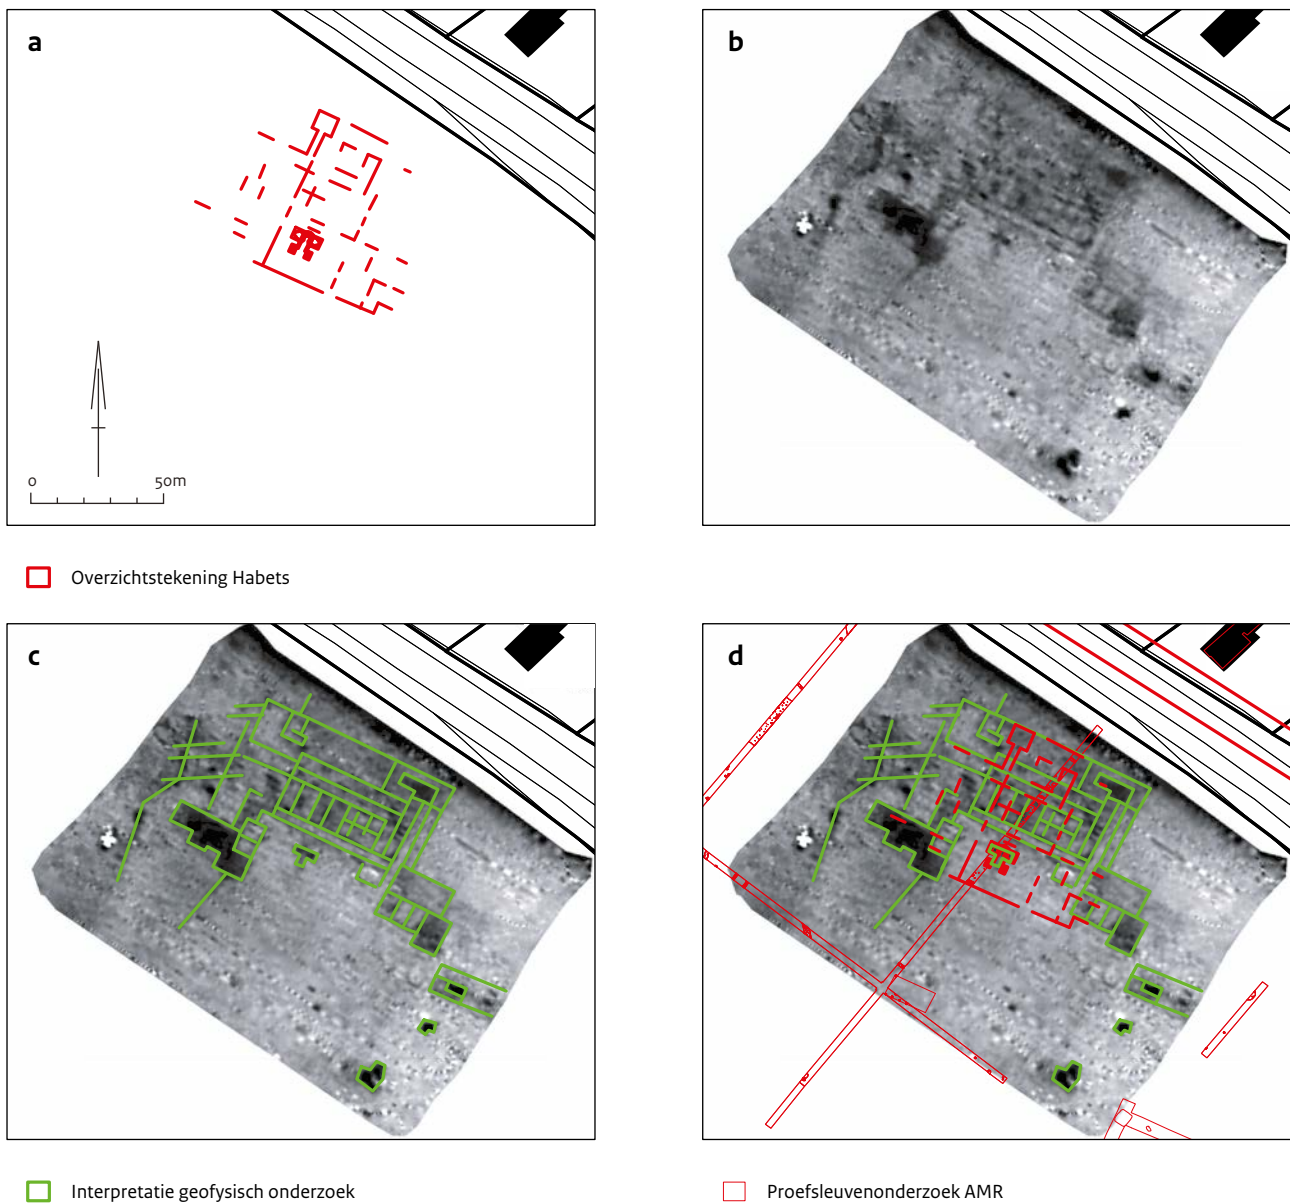 a
b
0 50m
Overzichtstekening Habets
c
d
Interpretatie geofysisch onderzoek
Proefsleuvenonderzoek AMR